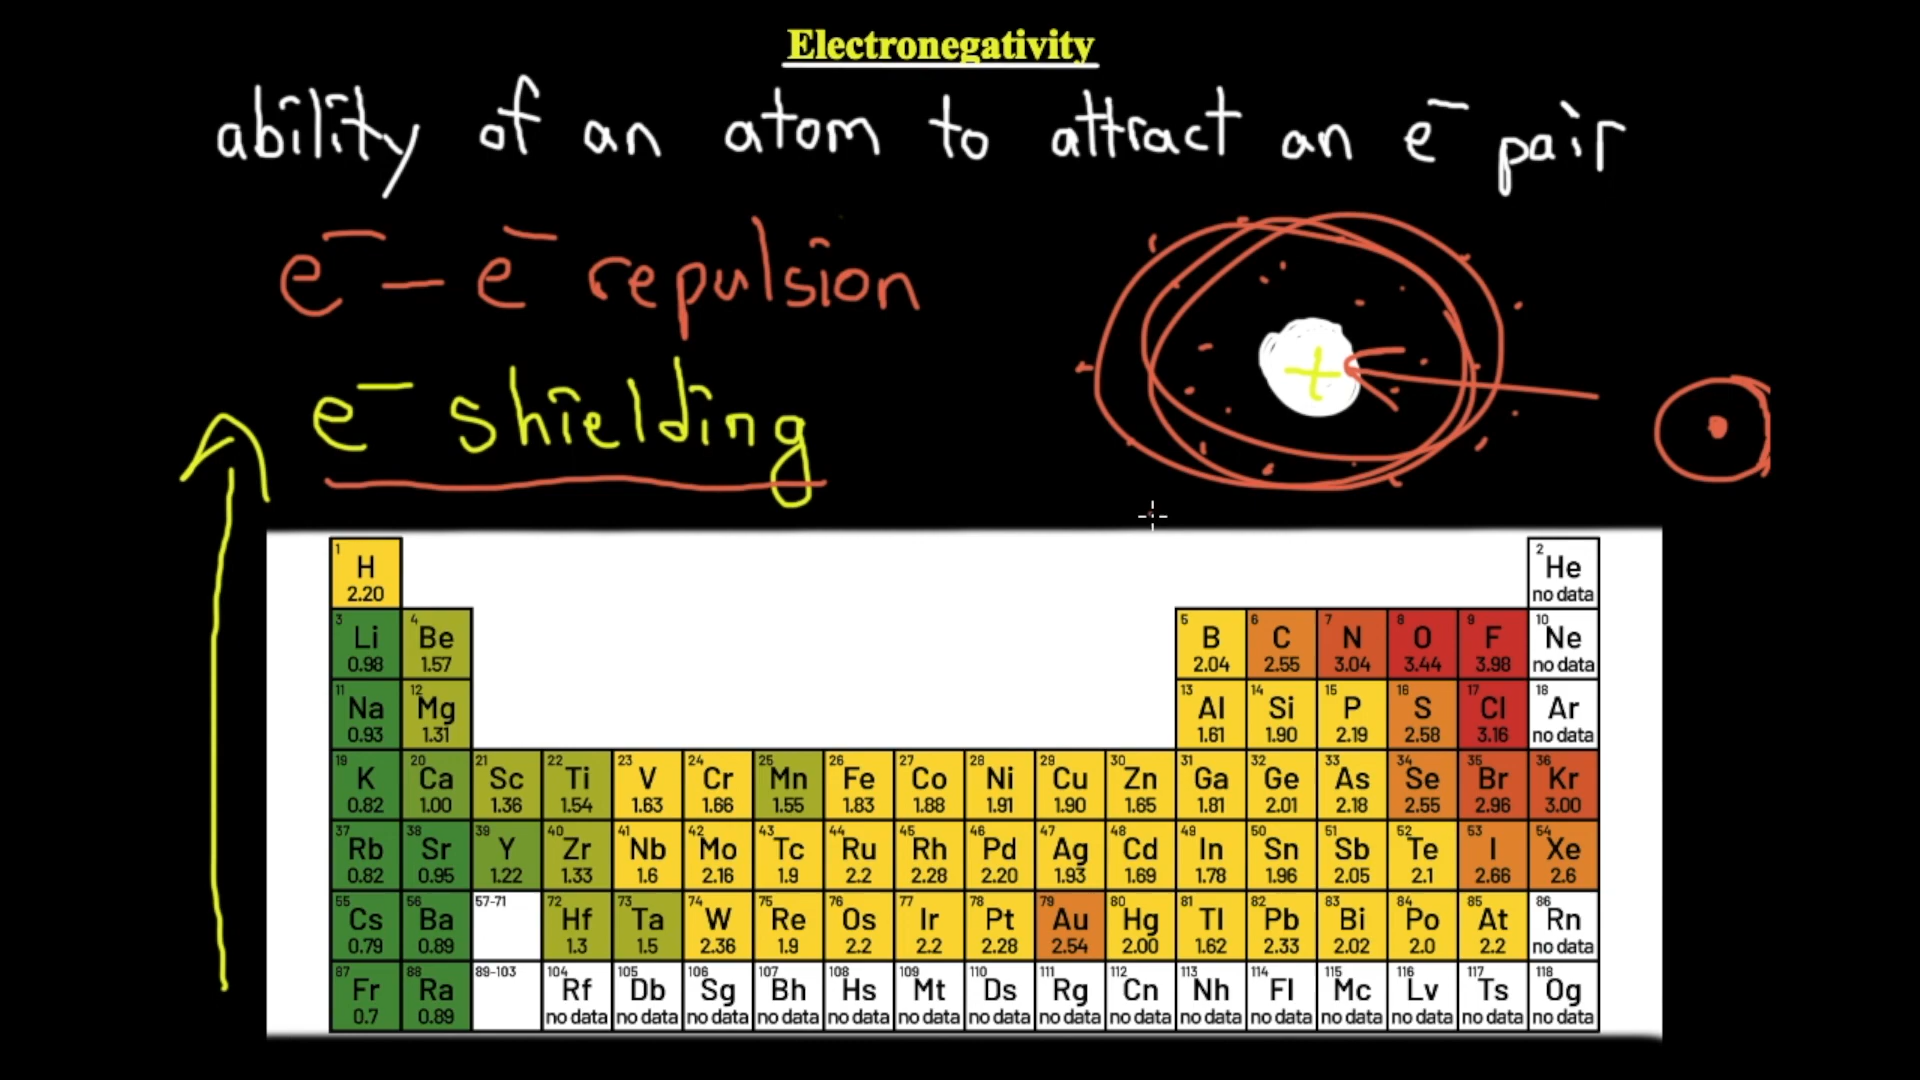 Electronegativity
ability of an atom to attract an e⁻ pair
e⁻ – e⁻ repulsion
+
e⁻ shielding
1 2
H He
2.20 no data
3 4 5 6 7 8 9 10
Li Be B C N O F Ne
0.98 1.57 2.04 2.55 3.04 3.44 3.98 no data
11 12 13 14 15 16 17 18
Na Mg Al Si P S Cl Ar
0.93 1.31 1.61 1.90 2.19 2.58 3.16 no data
19 20 21 22 23 24 25 26 27 28 29 30 31 32 33 34 35 36
K Ca Sc Ti V Cr Mn Fe Co Ni Cu Zn Ga Ge As Se Br Kr
0.82 1.00 1.36 1.54 1.63 1.66 1.55 1.83 1.88 1.91 1.90 1.65 1.81 2.01 2.18 2.55 2.96 3.00
37 38 39 40 41 42 43 44 45 46 47 48 49 50 51 52 53 54
Rb Sr Y Zr Nb Mo Tc Ru Rh Pd Ag Cd In Sn Sb Te I Xe
0.82 0.95 1.22 1.33 1.6 2.16 1.9 2.2 2.28 2.20 1.93 1.69 1.78 1.96 2.05 2.1 2.66 2.6
55 56 57-71 72 73 74 75 76 77 78 79 80 81 82 83 84 85 86
Cs Ba Hf Ta W Re Os Ir Pt Au Hg Tl Pb Bi Po At Rn
0.79 0.89 1.3 1.5 2.36 1.9 2.2 2.2 2.28 2.54 2.00 1.62 2.33 2.02 2.0 2.2 no data
87 88 89-103 104 105 106 107 108 109 110 111 112 113 114 115 116 117 118
Fr Ra Rf Db Sg Bh Hs Mt Ds Rg Cn Nh Fl Mc Lv Ts Og
0.7 0.89 no data no data no data no data no data no data no data no data no data no data no data no data no data no data no data